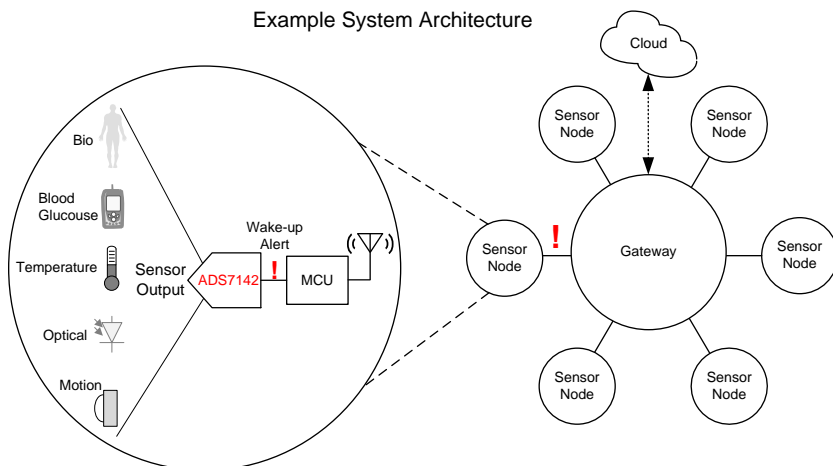 Example System Architecture
Cloud
Sensor
Node
Sensor
Node
Bio
Blood
Glucouse
Wake-up
Alert
Temperature
Sensor
Output
ADS7142
!
MCU
Sensor
Node
!
Gateway
Sensor
Node
Optical
Motion
Sensor
Node
Sensor
Node